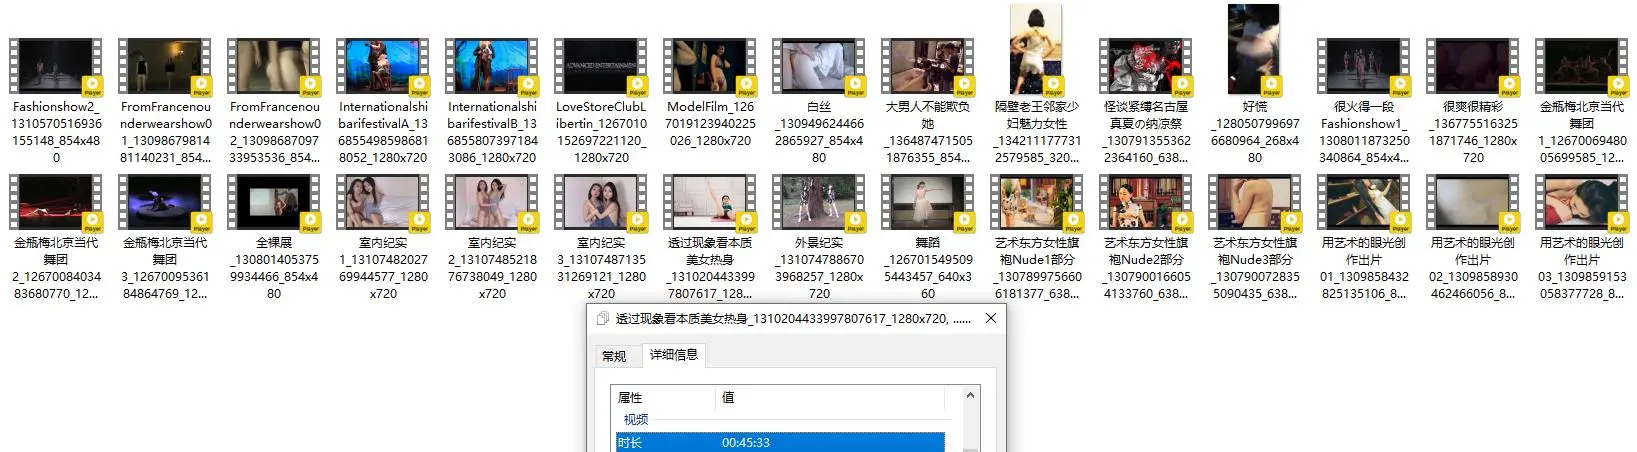 Fashionshow2_1310570516936155148_854x480
FromFrancenounderwearshow01_1309867981481140231_854...
FromFrancenounderwearshow02_1309868709733953536_854...
InternationalshibarifestivalA_1368554985986818052_1280x720
InternationalshibarifestivalB_1368558073971843086_1280x720
LoveStoreClubLibertin_1267010152697221120_1280x720
ModelFilm_1267019123940225026_1280x720
白丝_1309496244662865927_854x480
大男人不能欺负她_1364874715051876355_854...
隔壁老王邻家少妇魅力女性_1342111777312579585_320...
怪谈紧缚名古屋真夏の纳凉祭_1307913553622364160_638...
好慌_1280507996976680964_268x480
很火得一段Fashionshow1_1308011873250340864_854x4...
很爽很精彩_1367755163251871746_1280x720
金瓶梅北京当代舞团1_1267006948005699585_12...
金瓶梅北京当代舞团2_1267008403483680770_12...
金瓶梅北京当代舞团3_1267009536184864769_12...
全裸展_1308014053759934466_854x480
室内纪实1_1310748202769944577_1280x720
室内纪实2_1310748521876738049_1280x720
室内纪实3_1310748713531269121_1280x720
透过现象看本质美女热身_1310204433997807617_128...
外景纪实_1310747886703968257_1280x720
舞蹈_1267015495095443457_640x360
艺术东方女性旗袍Nude1部分_1307899756606181377_638...
艺术东方女性旗袍Nude2部分_1307900166054133760_638...
艺术东方女性旗袍Nude3部分_1307900728355090435_638...
用艺术的眼光创作出片01_1309858432825135106_8...
用艺术的眼光创作出片02_1309858930462466056_8...
用艺术的眼光创作出片03_1309859153058377728_8...
透过现象看本质美女热身_1310204433997807617_1280x720, ......
常规 详细信息
属性 值
视频
时长 00:45:33